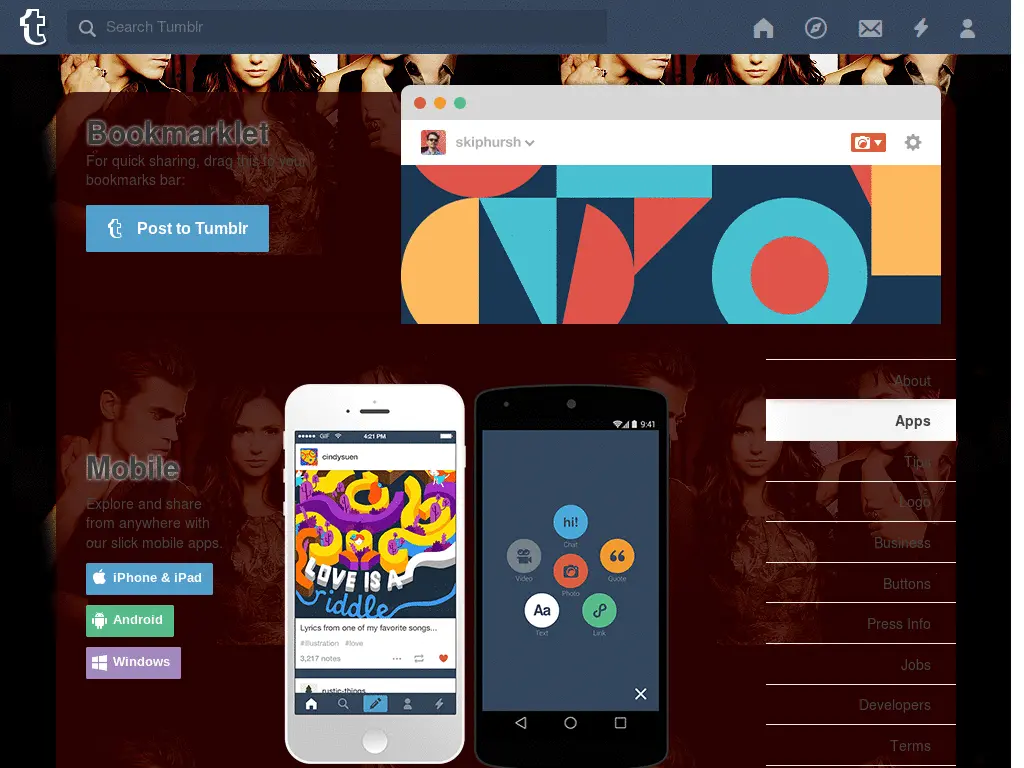 Search Tumblr
Bookmarklet
For quick sharing, drag this to your
bookmarks bar:
Post to Tumblr
skiphursh
About
Apps
Tips
Logo
Business
Buttons
Press Info
Jobs
Developers
Terms
Mobile
Explore and share
from anywhere with
our slick mobile apps.
iPhone & iPad
Android
Windows
GIF
4:21 PM
cindysuen
LOVE IS A
riddle
Lyrics from one of my favorite songs...
#illustration #love
3,217 notes
rustic-things
9:41
hi!
Chat
Video
Photo
Quote
Aa
Text
Link